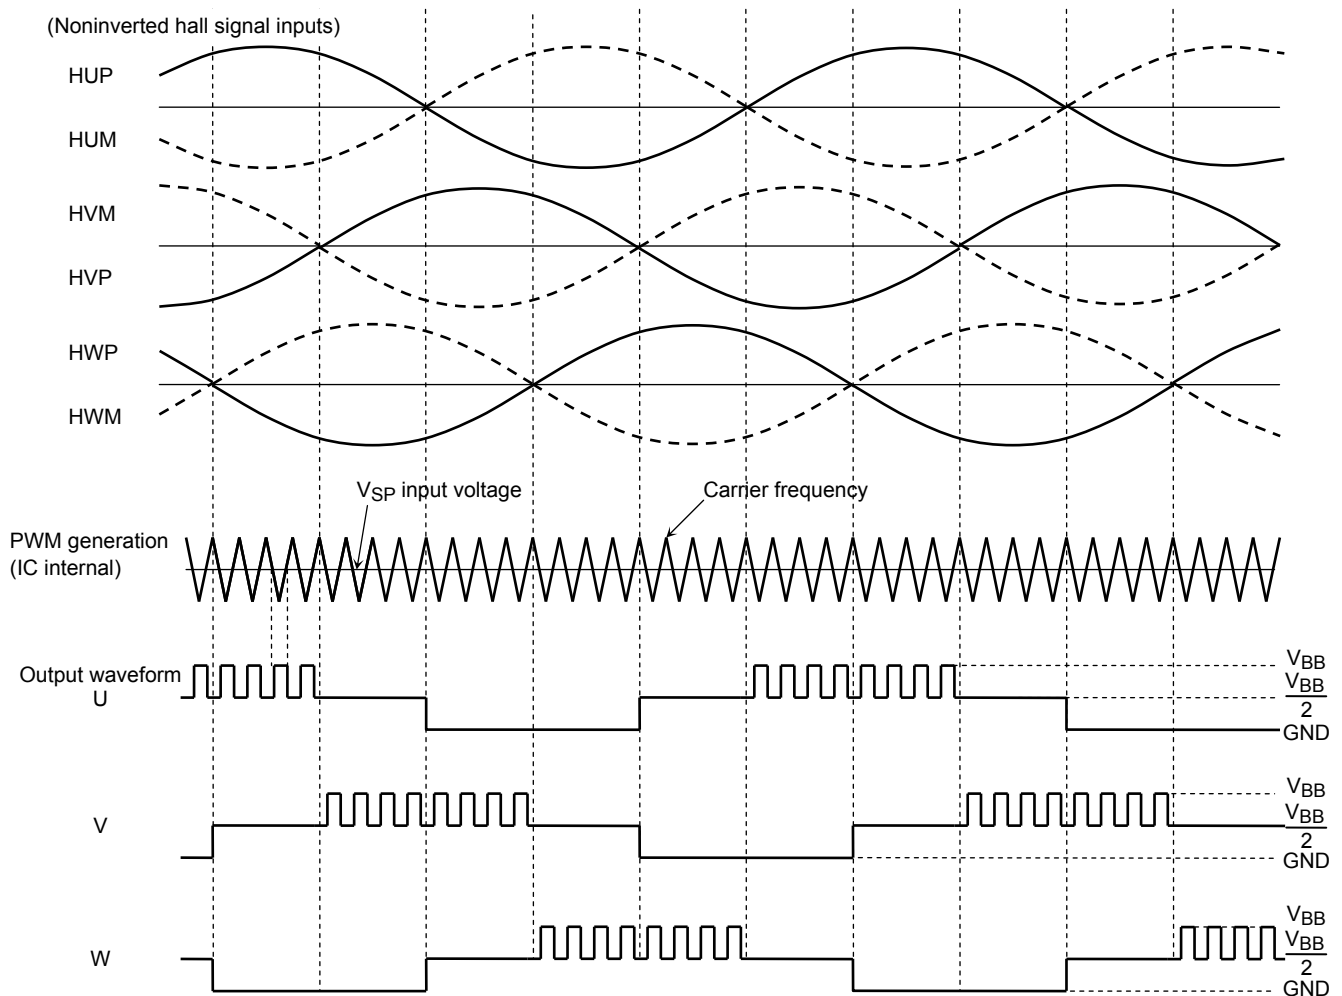 (Noninverted hall signal inputs)
HUP
HUM
HVM
HVP
HWP
HWM
VSP input voltage
Carrier frequency
PWM generation
(IC internal)
Output waveform
U
VBB
VBB
2
GND
V
VBB
VBB
2
GND
W
VBB
VBB
2
GND